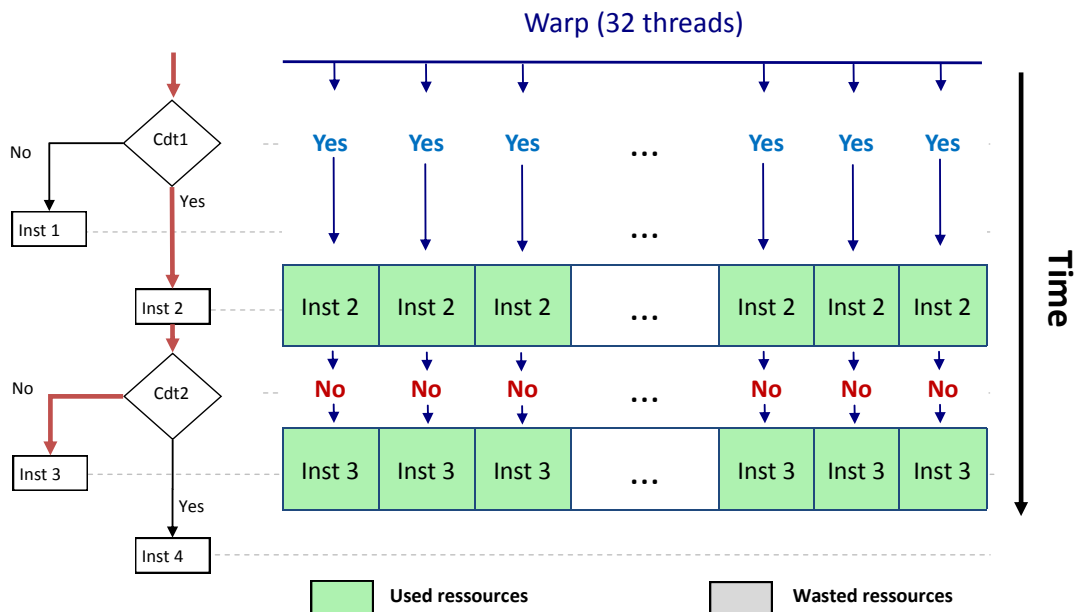 Warp (32 threads)
Cdt1
No
Yes Yes Yes ... Yes Yes Yes
Yes
Inst 1
...
Inst 2
Inst 2 Inst 2 Inst 2 ... Inst 2 Inst 2 Inst 2
Time
No
Cdt2
No No No ... No No No
Inst 3
Inst 3 Inst 3 Inst 3 ... Inst 3 Inst 3 Inst 3
Yes
Inst 4
Used ressources
Wasted ressources